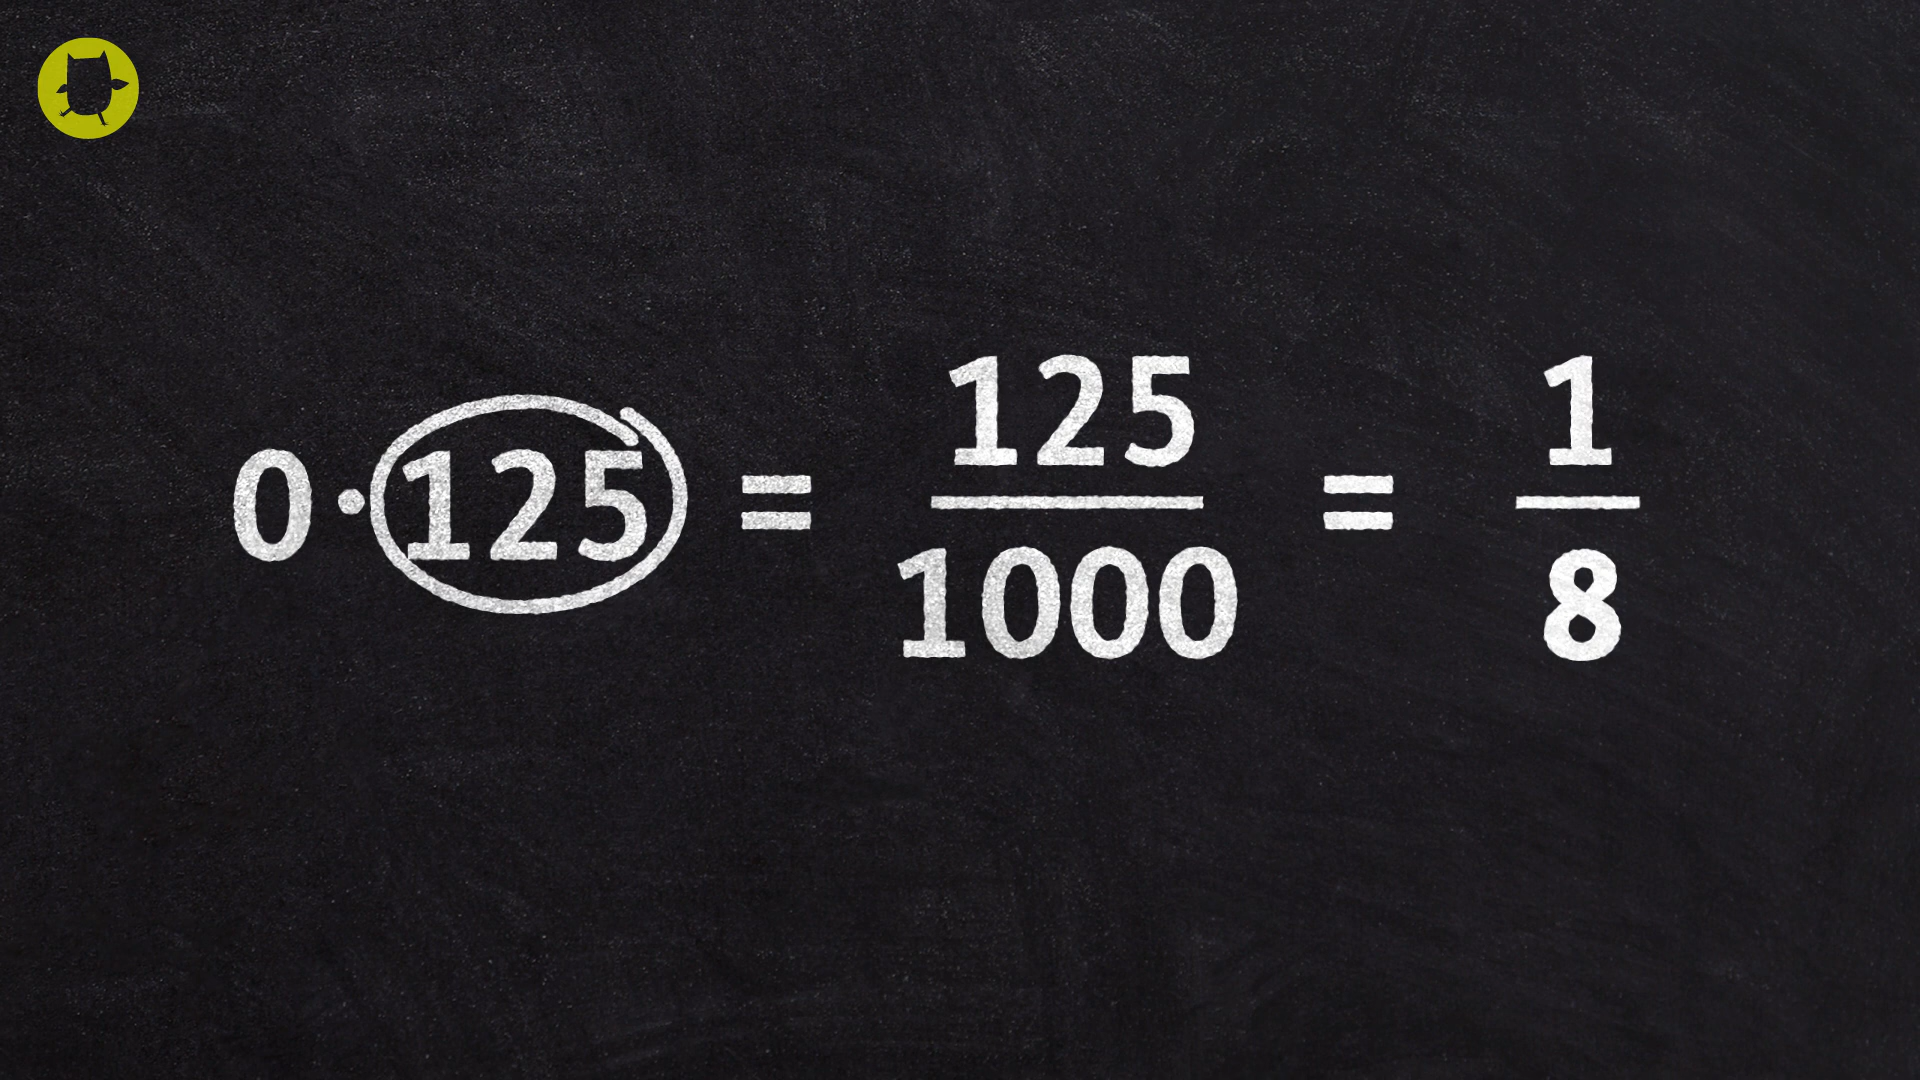 0·125 = 125/1000 = 1/8